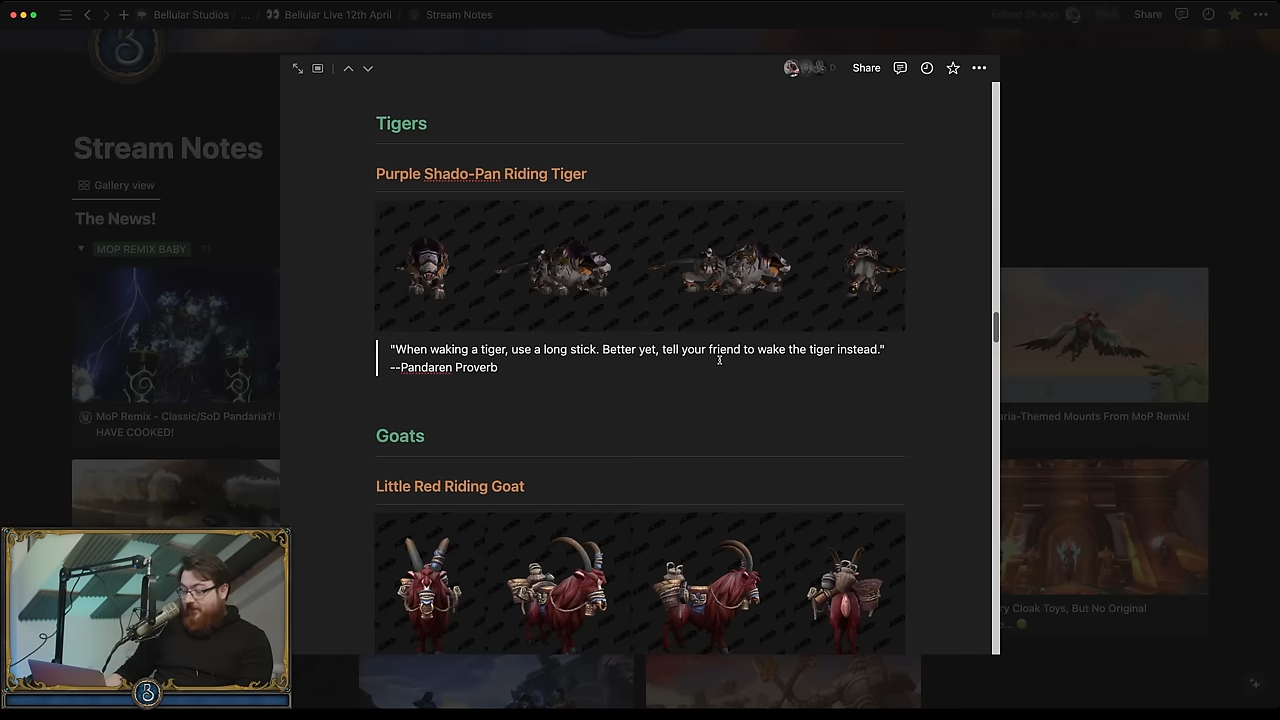 Bellular Studios / ... / Bellular Live 12th April / Stream Notes
Share
Share
Tigers
Stream Notes
Purple Shado-Pan Riding Tiger
Gallery view
The News!
MOP REMIX BABY
"When waking a tiger, use a long stick. Better yet, tell your friend to wake the tiger instead."
--Pandaren Proverb
MoP Remix - Classic/SoD Pandaria?!
HAVE COOKED!
aria-Themed Mounts From MoP Remix!
Goats
Little Red Riding Goat
ry Cloak Toys, But No Original